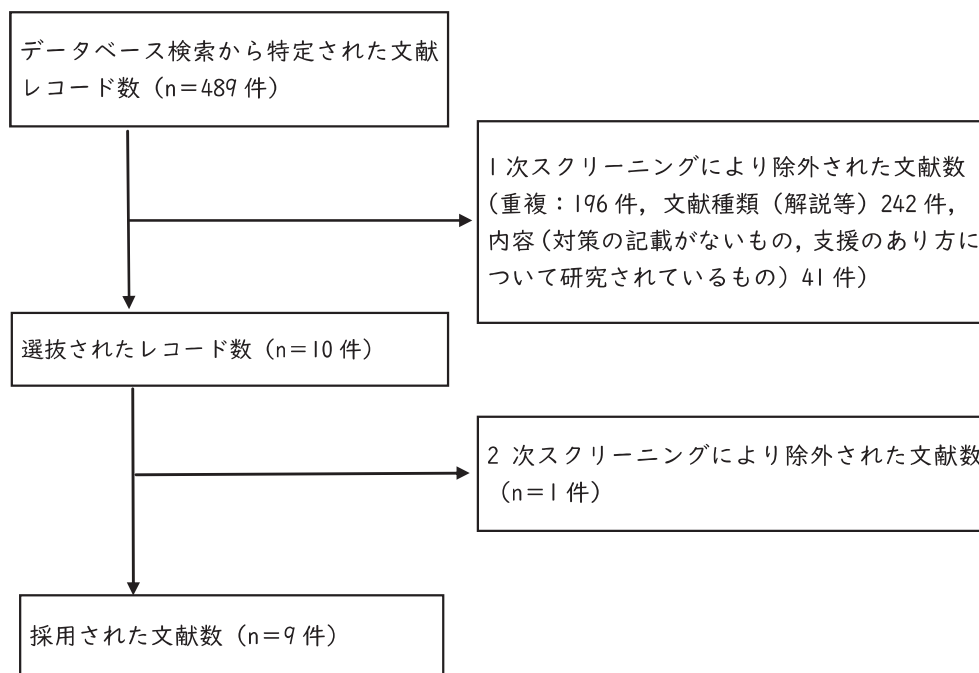 データベース検索から特定された文献
レコード数（n＝489 件）
1 次スクリーニングにより除外された文献数
（重複：196 件，文献種類（解説等）242 件，
内容（対策の記載がないもの，支援のあり方に
ついて研究されているもの）41 件）
選抜されたレコード数（n＝10 件）
2 次スクリーニングにより除外された文献数
（n＝1 件）
採用された文献数（n＝9 件）